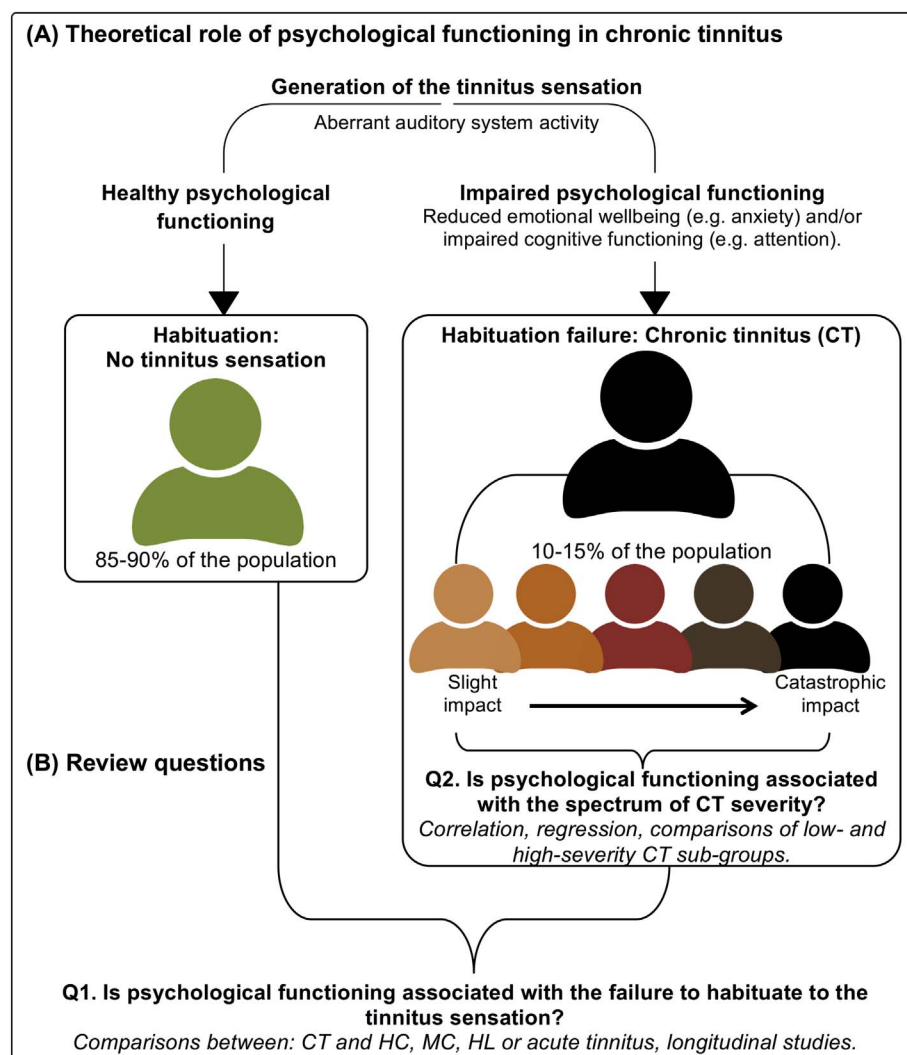 (A) Theoretical role of psychological functioning in chronic tinnitus
Generation of the tinnitus sensation
Aberrant auditory system activity
Healthy psychological
functioning
Impaired psychological functioning
Reduced emotional wellbeing (e.g. anxiety) and/or
impaired cognitive functioning (e.g. attention).
Habituation:
No tinnitus sensation
85-90% of the population
Habituation failure: Chronic tinnitus (CT)
10-15% of the population
Slight
impact
Catastrophic
impact
(B) Review questions
Q2. Is psychological functioning associated
with the spectrum of CT severity?
Correlation, regression, comparisons of low- and
high-severity CT sub-groups.
Q1. Is psychological functioning associated with the failure to habituate to the
tinnitus sensation?
Comparisons between: CT and HC, MC, HL or acute tinnitus, longitudinal studies.